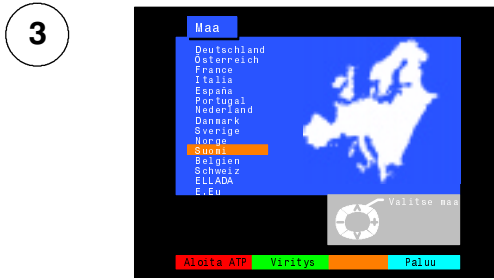 3
Maa
Deutschland
Österreich
France
Italia
España
Portugal
Nederland
Danmark
Sverige
Norge
Suomi
Belgien
Schweiz
ELLADA
E.Eu
Valitse maa
Aloita ATP Viritys Paluu